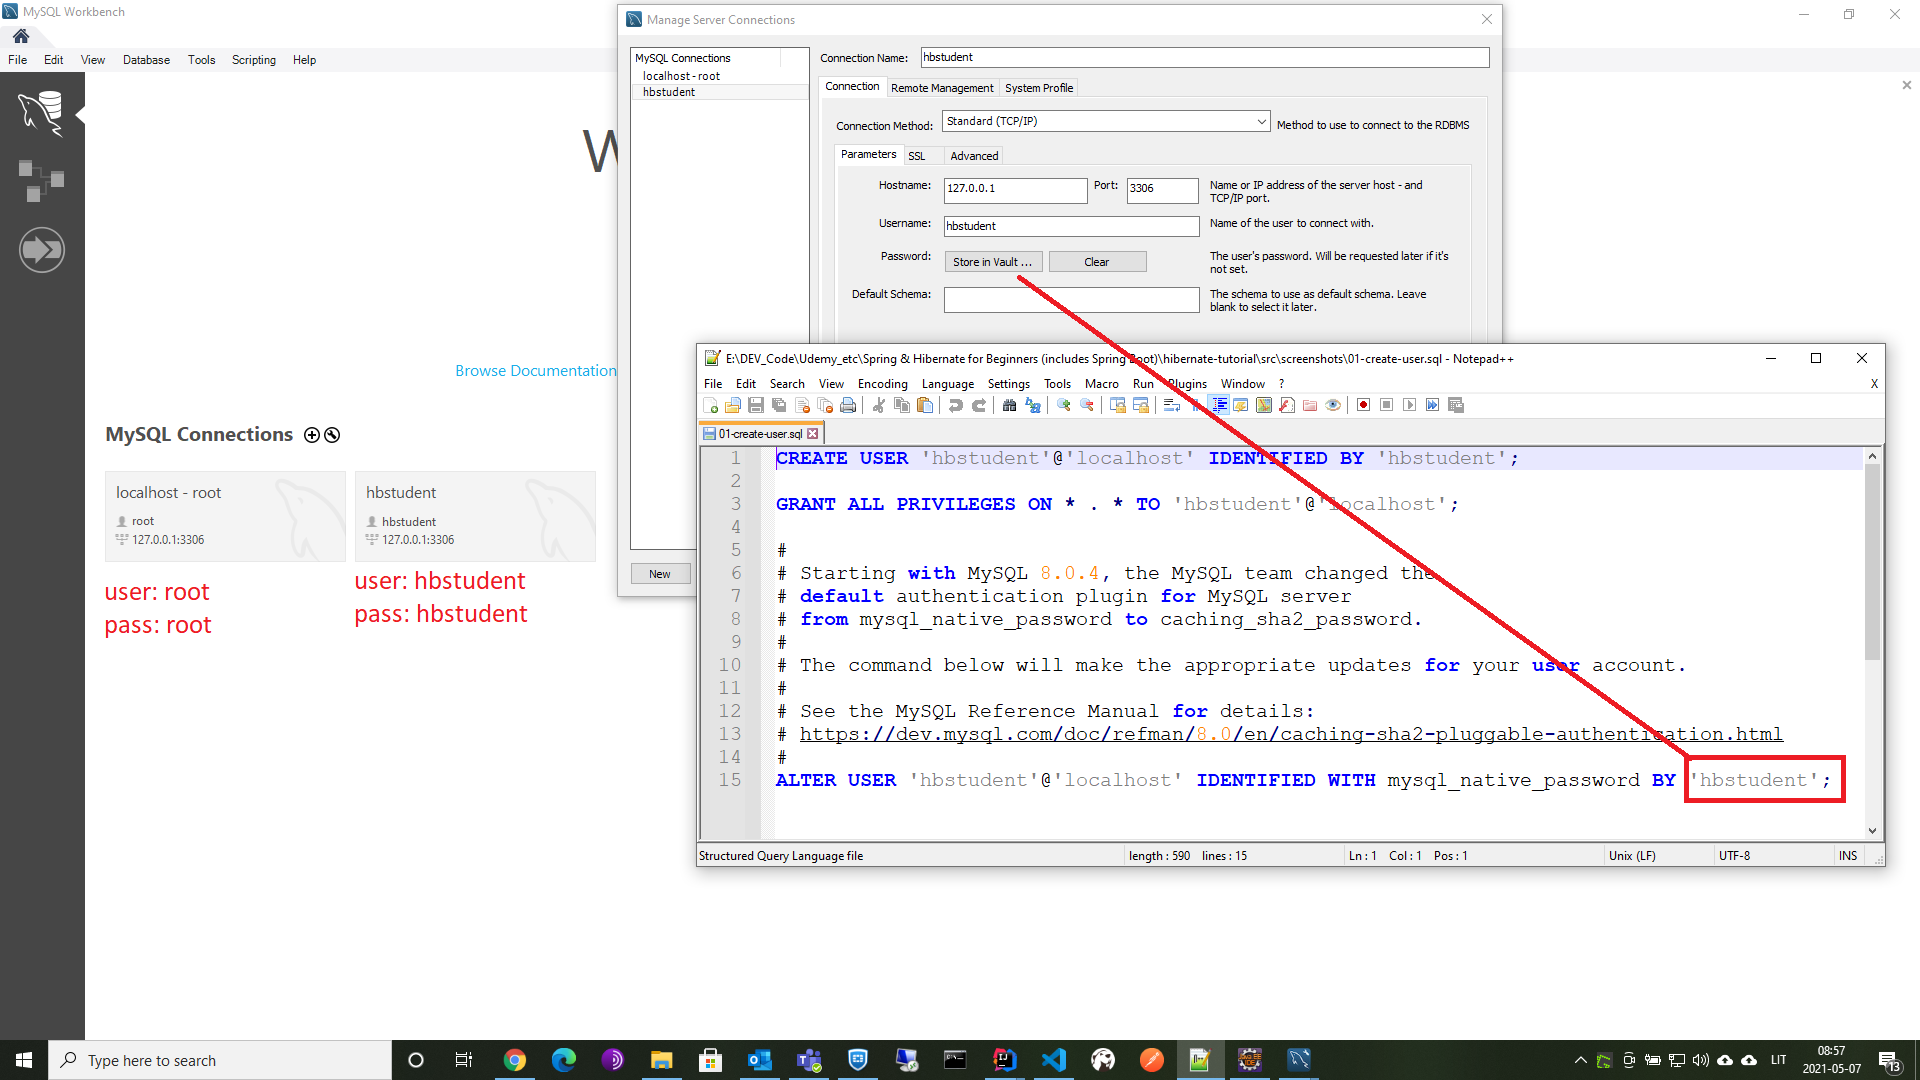 MySQL Workbench
File Edit View Database Tools Scripting Help
W
Browse Documentation
MySQL Connections
localhost - root
root
127.0.0.1:3306
hbstudent
hbstudent
127.0.0.1:3306
user: root
pass: root
user: hbstudent
pass: hbstudent
Manage Server Connections
MySQL Connections
localhost - root
hbstudent
New
Connection Name: hbstudent
Connection Remote Management System Profile
Connection Method: Standard (TCP/IP) Method to use to connect to the RDBMS
Parameters SSL Advanced
Hostname: 127.0.0.1 Port: 3306 Name or IP address of the server host - and
TCP/IP port.
Username: hbstudent Name of the user to connect with.
Password: Store in Vault ... Clear The user's password. Will be requested later if it's
not set.
Default Schema: The schema to use as default schema. Leave
blank to select it later.
E:\DEV_Code\Udemy_etc\Spring & Hibernate for Beginners (includes Spring Boot)\hibernate-tutorial\src\screenshots\01-create-user.sql - Notepad++
File Edit Search View Encoding Language Settings Tools Macro Run Plugins Window ? X
01-create-user.sql
1 CREATE USER 'hbstudent'@'localhost' IDENTIFIED BY 'hbstudent';
2
3 GRANT ALL PRIVILEGES ON * . * TO 'hbstudent'@'localhost';
4
5 #
6 # Starting with MySQL 8.0.4, the MySQL team changed the
7 # default authentication plugin for MySQL server
8 # from mysql_native_password to caching_sha2_password.
9 #
10 # The command below will make the appropriate updates for your user account.
11 #
12 # See the MySQL Reference Manual for details:
13 # https://dev.mysql.com/doc/refman/8.0/en/caching-sha2-pluggable-authentication.html
14 #
15 ALTER USER 'hbstudent'@'localhost' IDENTIFIED WITH mysql_native_password BY 'hbstudent';
Structured Query Language file length : 590 lines : 15 Ln : 1 Col : 1 Pos : 1 Unix (LF) UTF-8 INS
Type here to search
LIT
08:57
2021-05-07
13